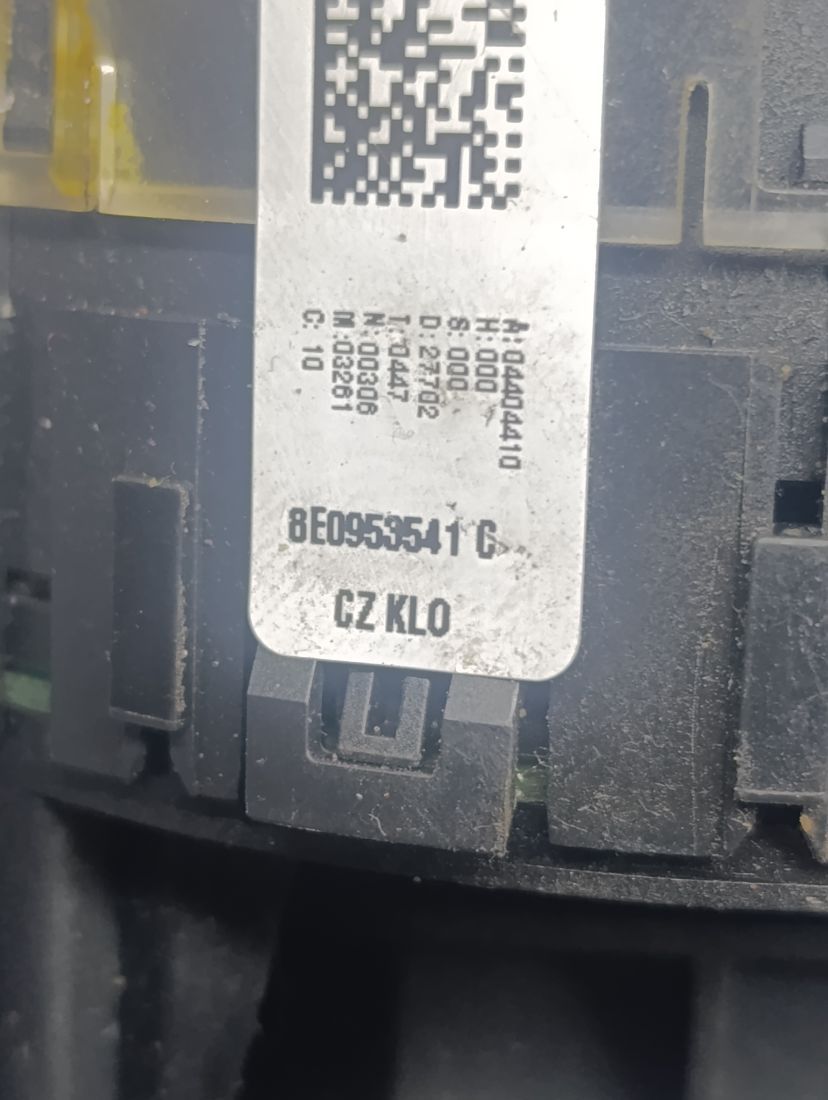 A:04404410
H:000
S:000
D:27702
T:0447
N:00306
M:03261
C:10
8E0953541 C
CZ KLO